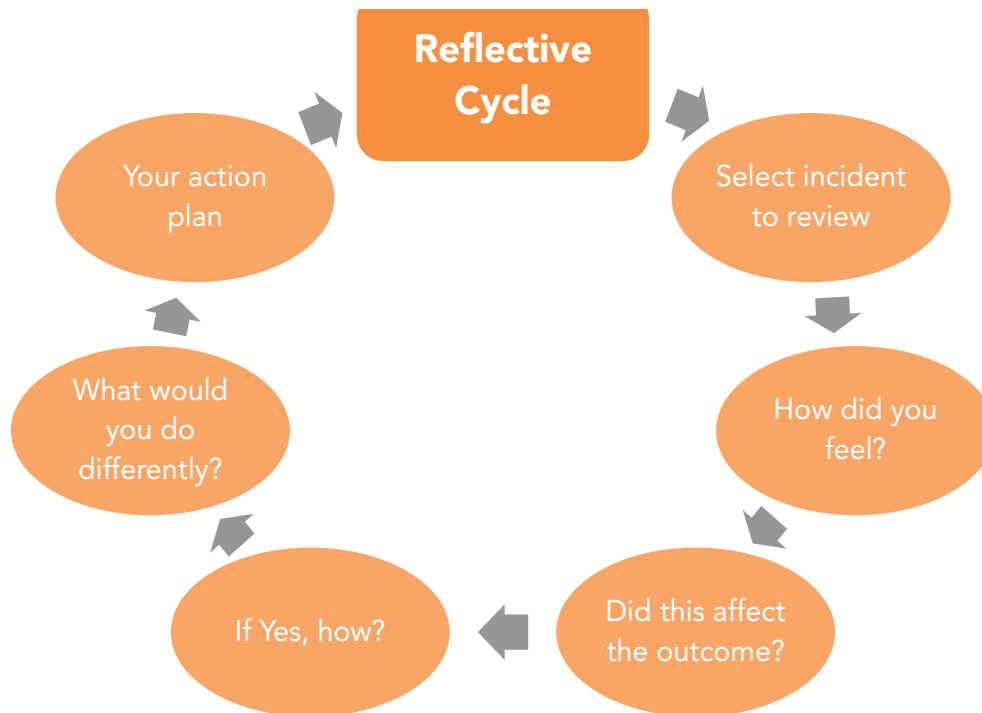 Reflective
Cycle
Select incident
to review
How did you
feel?
Did this affect
the outcome?
If Yes, how?
What would
you do
differently?
Your action
plan